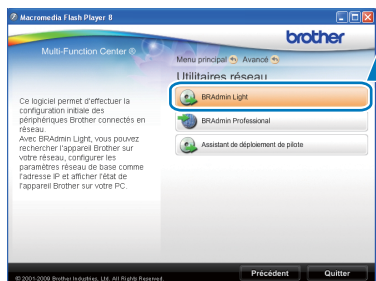 Macromedia Flash Player 8
brother
Multi-Function Center ®
Menu principal Avancé
Utilitaires réseau
BRAdmin Light
BRAdmin Professional
Assistant de déploiement de pilote
Ce logiciel permet d'effectuer la
configuration initiale des
périphériques Brother connectés en
réseau.
Avec BRAdmin Light, vous pouvez
rechercher l'appareil Brother sur
votre réseau, configurer les
paramètres réseau de base comme
l'adresse IP et afficher l'état de
l'appareil Brother sur votre PC.
© 2001-2009 Brother Industries, Ltd. All Rights Reserved.
Précédent
Quitter